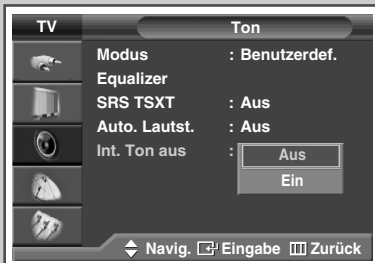 TV Ton
Modus : Benutzerdef.
Equalizer
SRS TSXT : Aus
Auto. Lautst. : Aus
Int. Ton aus : Aus
Ein
Navig. Eingabe Zurück